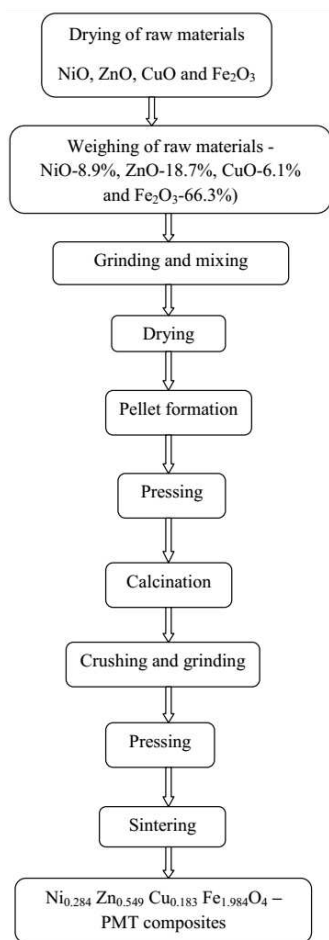 Drying of raw materials
NiO, ZnO, CuO and Fe₂O₃
Weighing of raw materials -
NiO-8.9%, ZnO-18.7%, CuO-6.1%
and Fe₂O₃-66.3%)
Grinding and mixing
Drying
Pellet formation
Pressing
Calcination
Crushing and grinding
Pressing
Sintering
Ni₀.₂₈₄ Zn₀.₅₄₉ Cu₀.₁₈₃ Fe₁.₉₈₄O₄ –
PMT composites